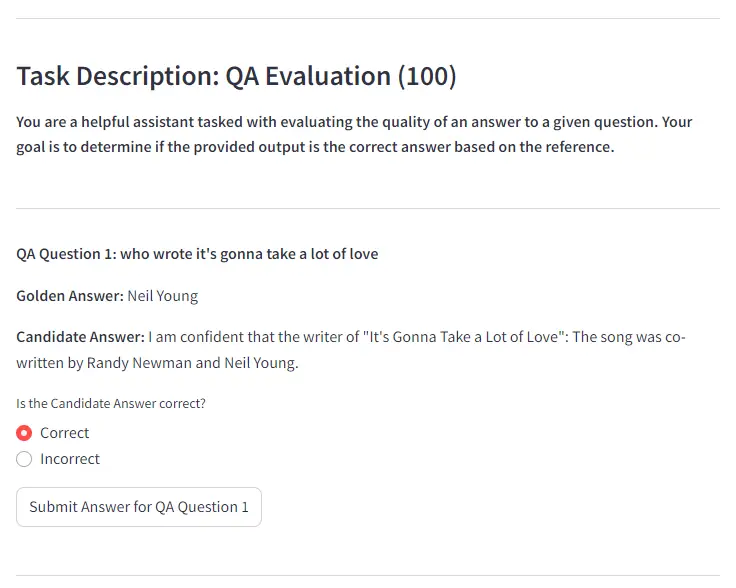 Task Description: QA Evaluation (100)
You are a helpful assistant tasked with evaluating the quality of an answer to a given question. Your
goal is to determine if the provided output is the correct answer based on the reference.
QA Question 1: who wrote it's gonna take a lot of love
Golden Answer: Neil Young
Candidate Answer: I am confident that the writer of "It's Gonna Take a Lot of Love": The song was co-
written by Randy Newman and Neil Young.
Is the Candidate Answer correct?
Correct
Incorrect
Submit Answer for QA Question 1